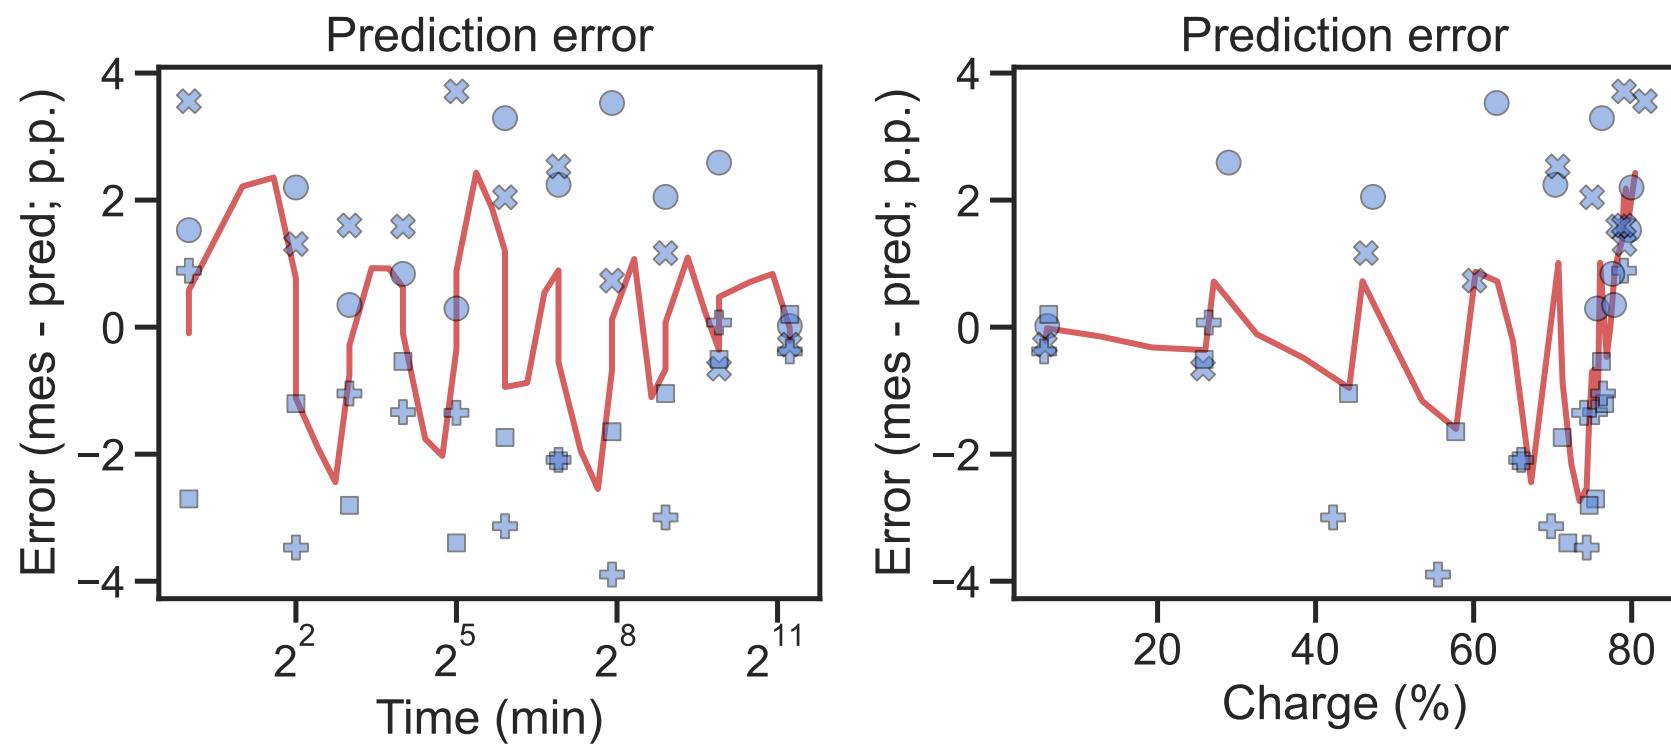 Prediction error
4
2
0
−2
−4
Error (mes - pred; p.p.)
2^2 2^5 2^8 2^11
Time (min)
Prediction error
4
2
0
−2
−4
Error (mes - pred; p.p.)
20 40 60 80
Charge (%)